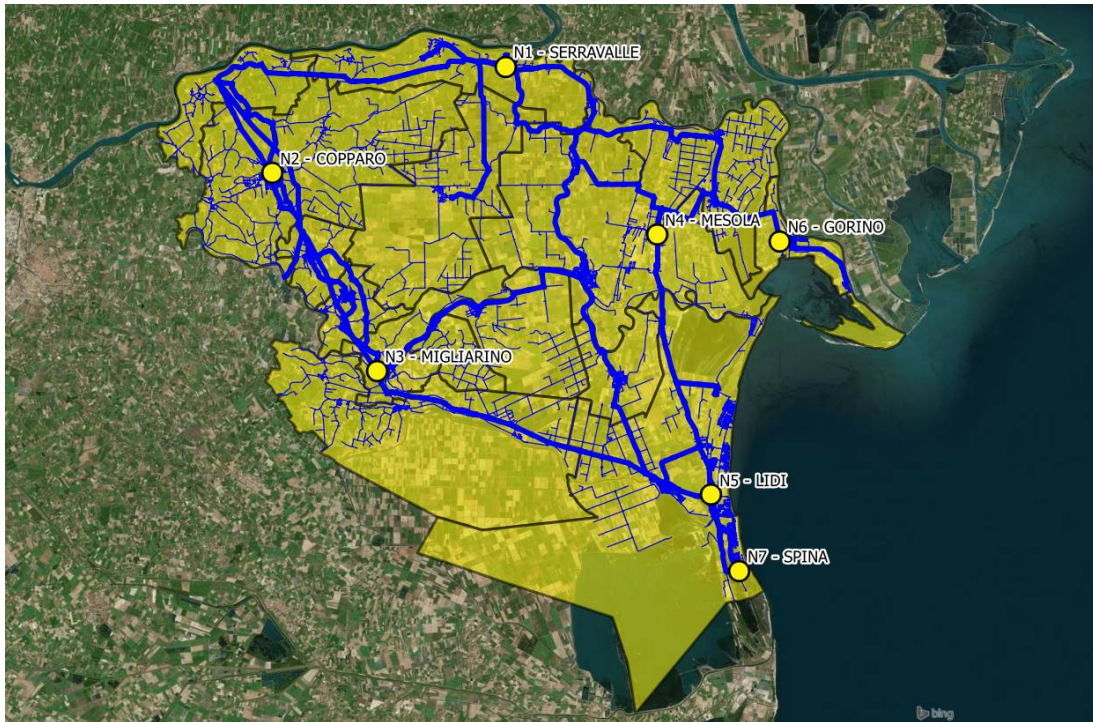 N1 - SERRAVALLE
N2 - COPPARO
N4 - MESOLA
N6 - GORINO
N3 - MIGLIARINO
N5 - LIDI
N7 - SPINA
bing